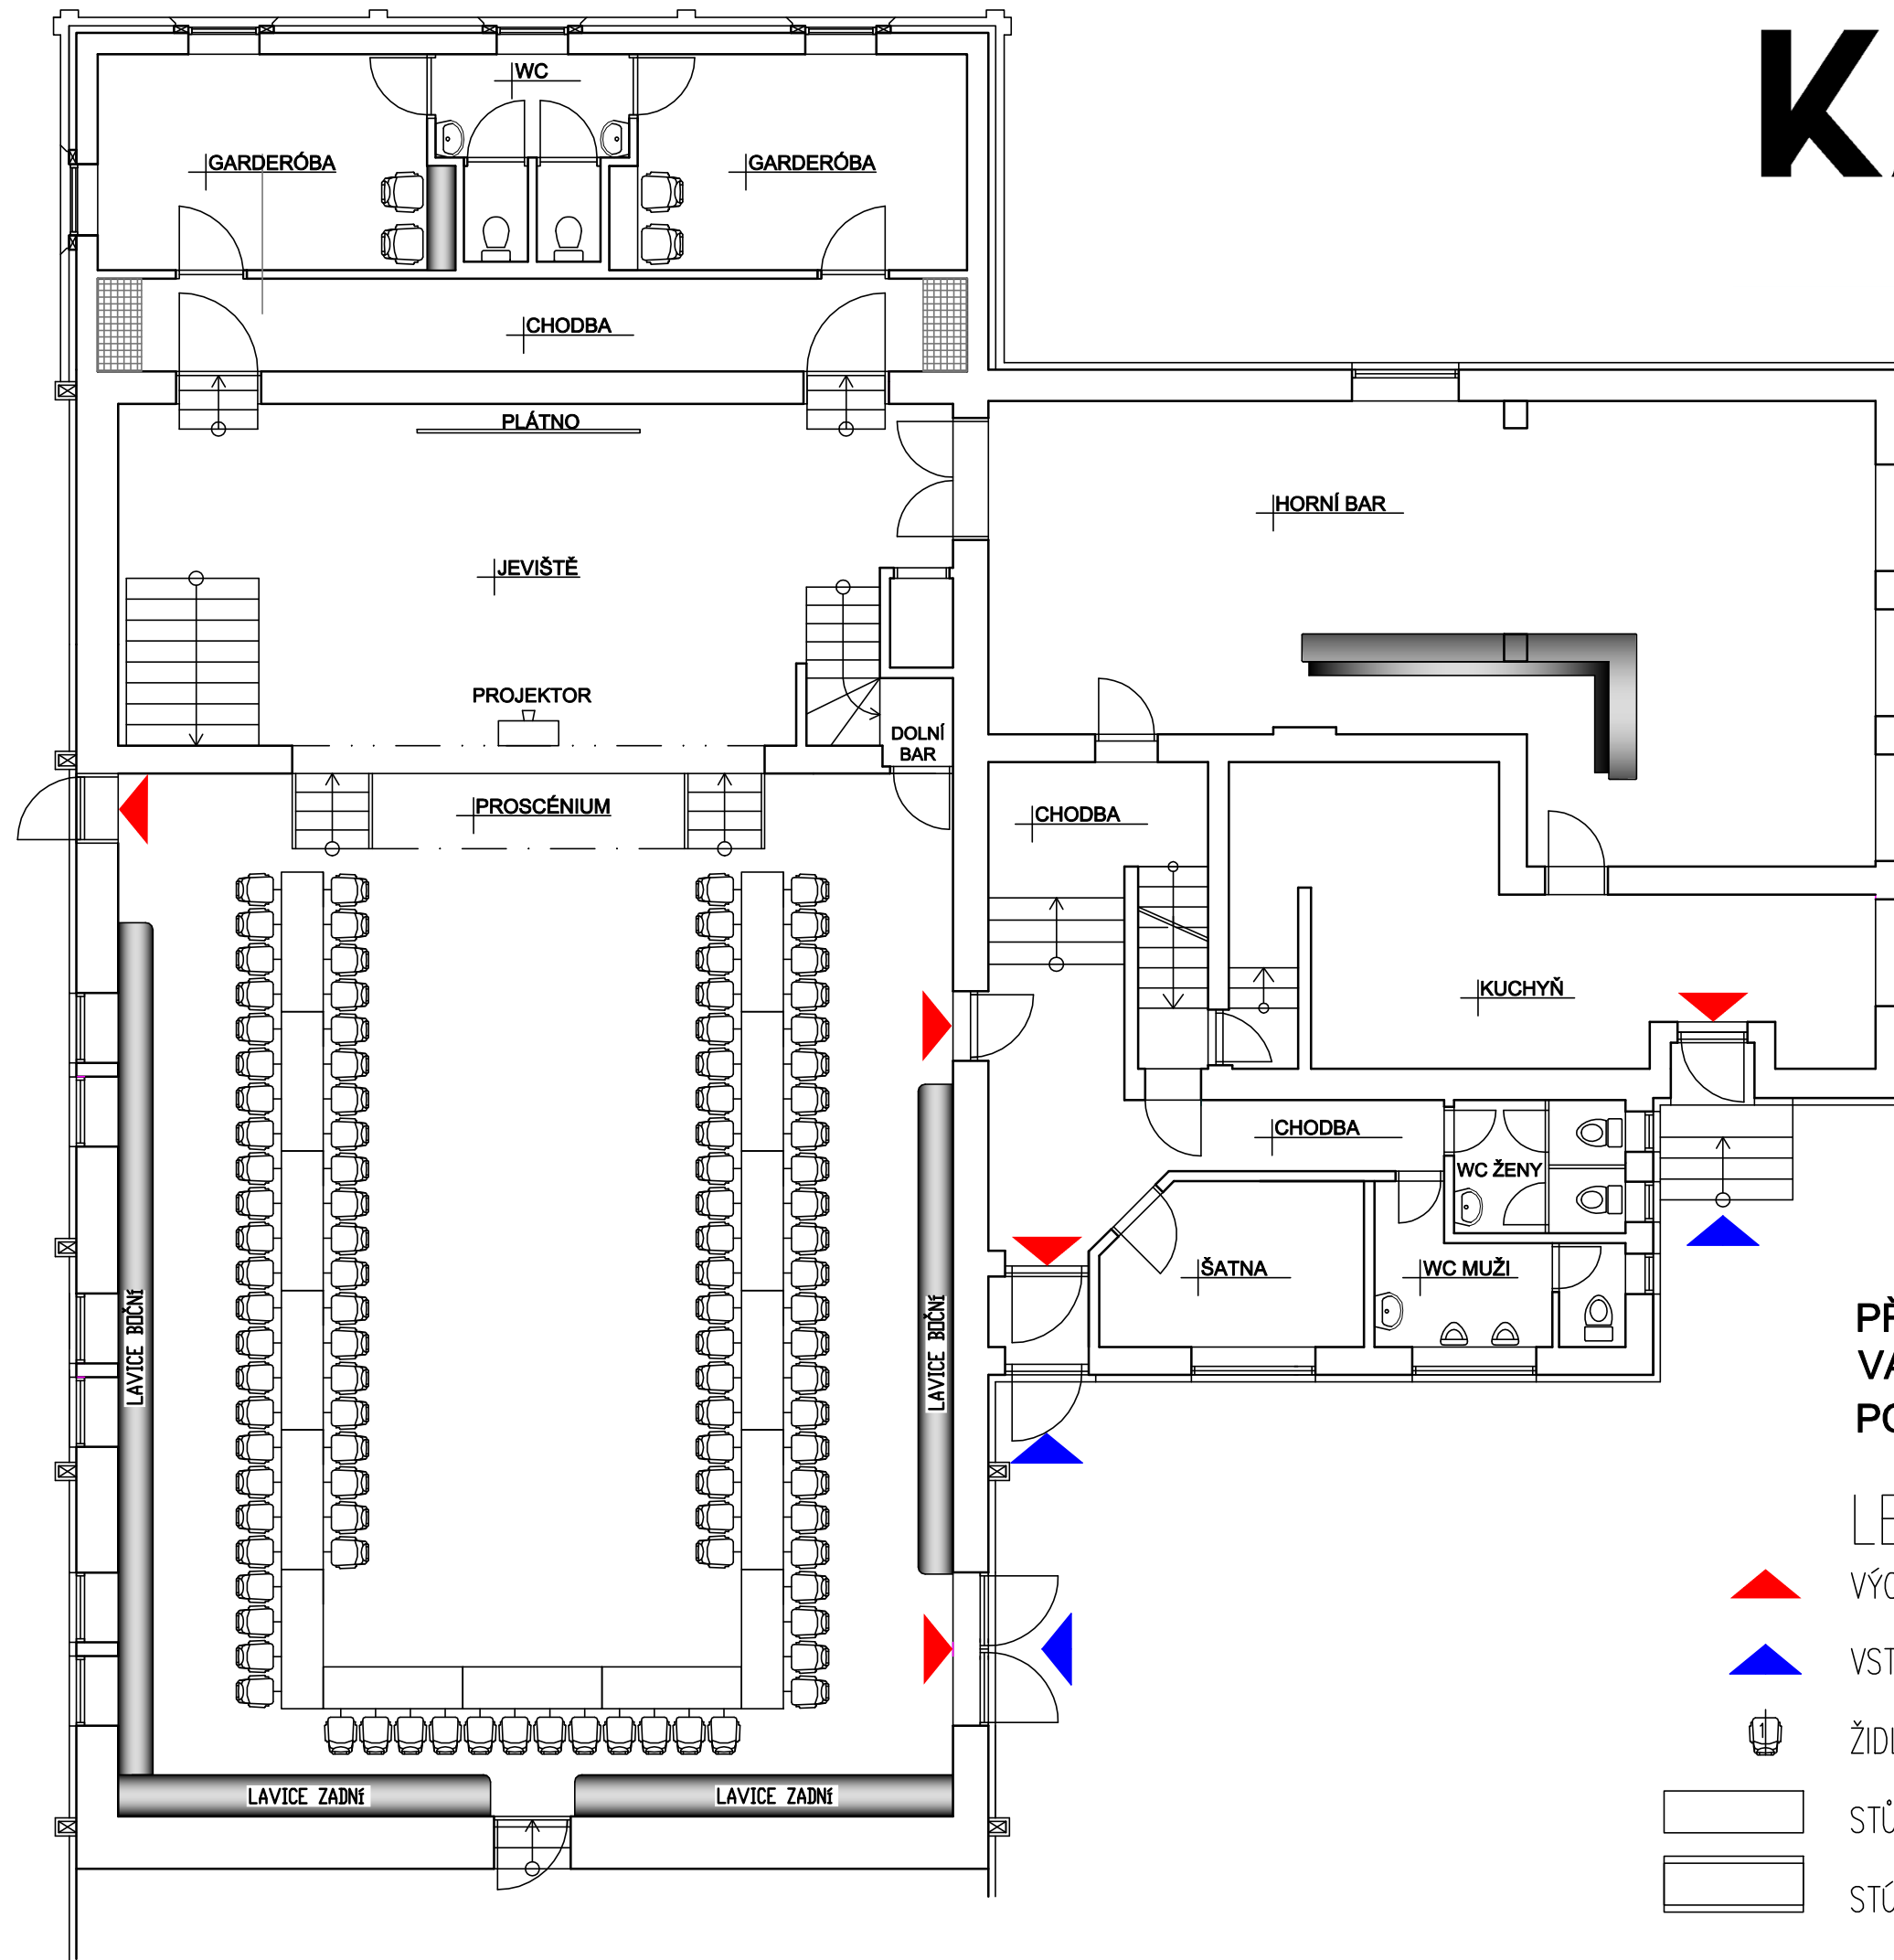 WC
GARDERÓBA
GARDERÓBA
CHODBA
PLÁTNO
HORNÍ BAR
JEVIŠTĚ
PROJEKTOR
DOLNÍ
BAR
PROSCÉNIUM
CHODBA
KUCHYŇ
CHODBA
WC ŽENY
ŠATNA
WC MUŽI
LAVICE BOČNÍ
LAVICE BOČNÍ
LAVICE ZADNÍ
LAVICE ZADNÍ
1